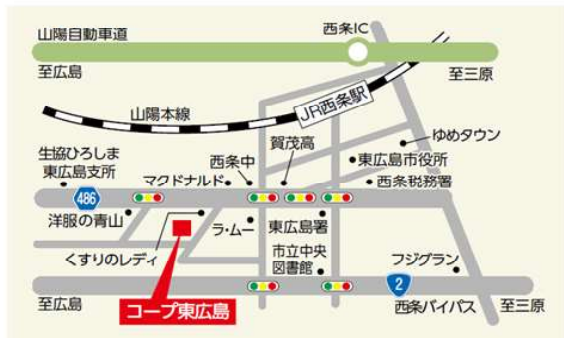 山陽自動車道
西条IC
至広島
至三原
山陽本線
JR西条駅
ゆめタウン
賀茂高
西条中
東広島市役所
生協ひろしま
東広島支所
マクドナルド
西条税務署
486
洋服の青山
ラ・ムー
東広島署
くすりのレディ
市立中央
図書館
フジグラン
2
至広島
コープ東広島
西条バイパス
至三原